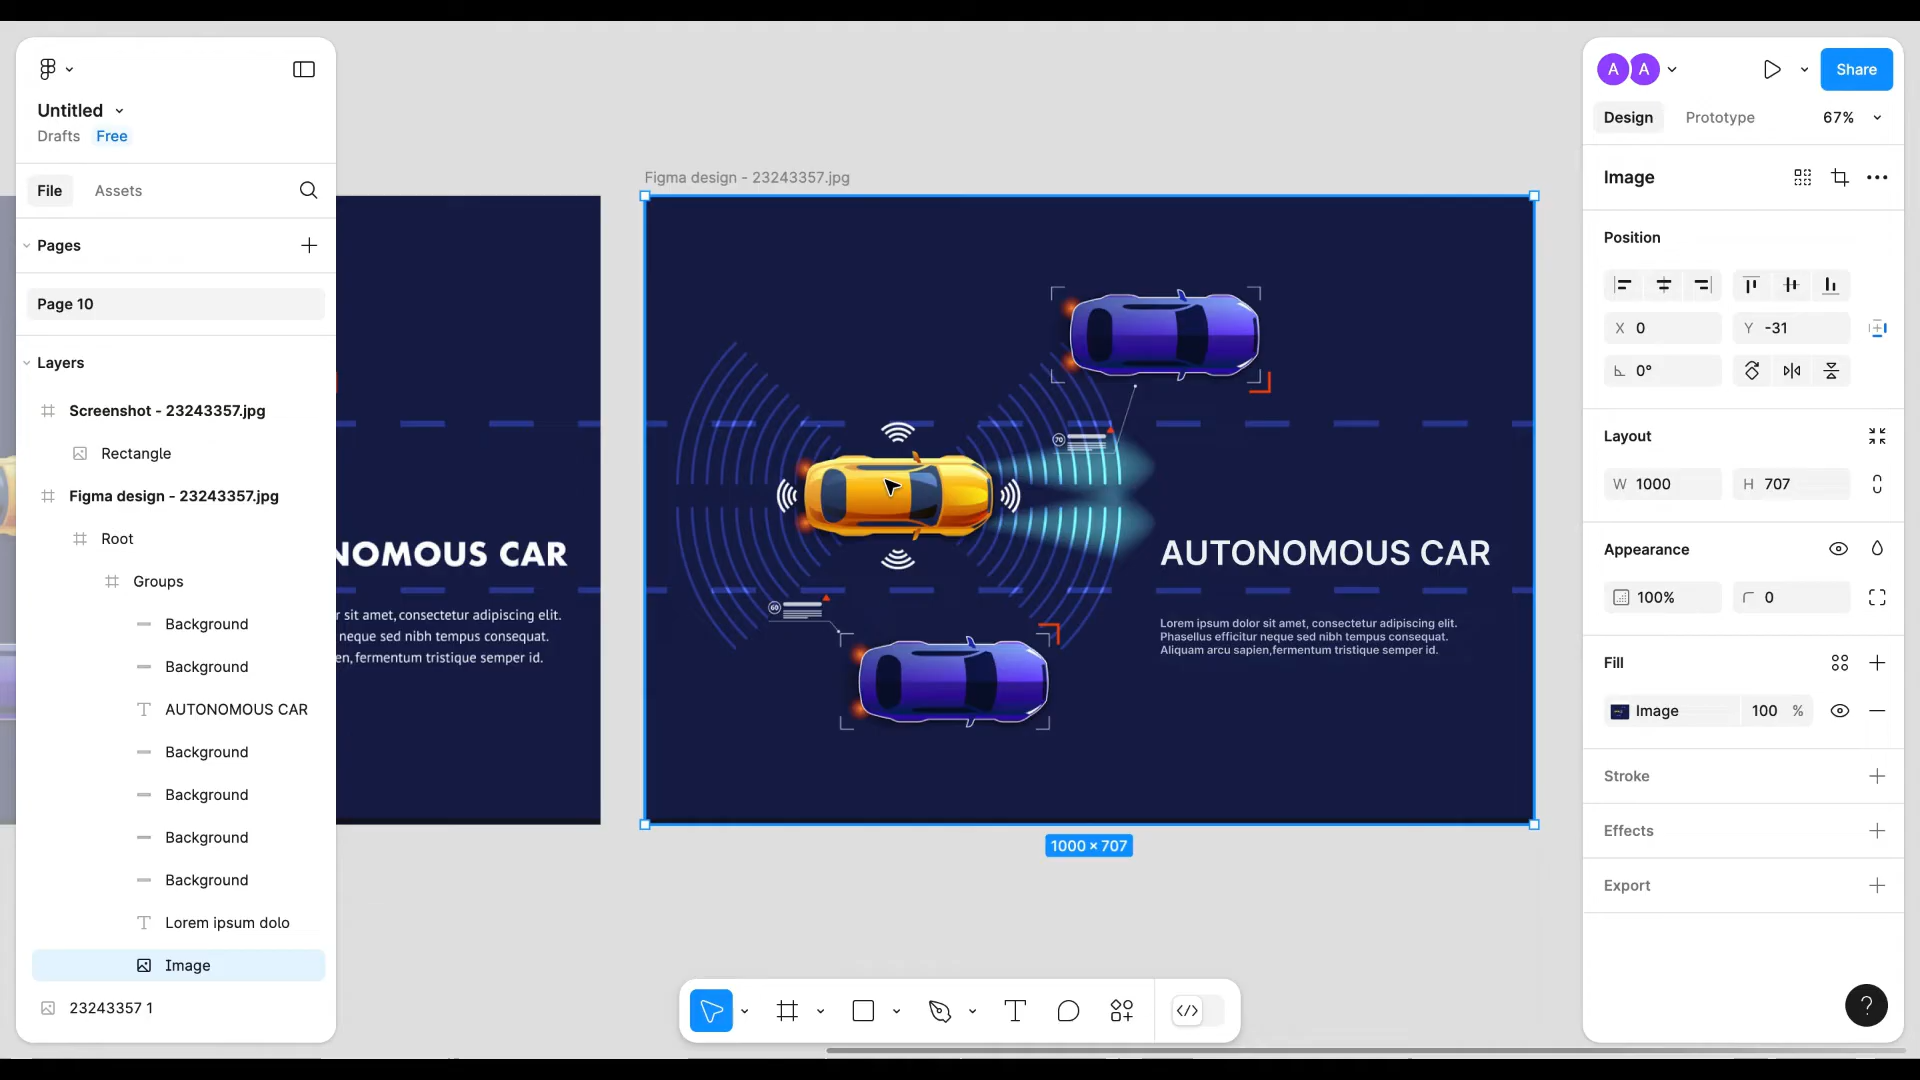 Untitled
Drafts Free
File Assets
Pages
Page 10
Layers
Screenshot - 23243357.jpg
Rectangle
Figma design - 23243357.jpg
Root
Groups
Background
Background
AUTONOMOUS CAR
Background
Background
Background
Background
Lorem ipsum dolo
Image
23243357 1
NOMOUS CAR
r sit amet, consectetur adipiscing elit.
neque sed nibh tempus consequat.
en, fermentum tristique semper id.
Figma design - 23243357.jpg
70
60
AUTONOMOUS CAR
Lorem ipsum dolor sit amet, consectetur adipiscing elit.
Phasellus efficitur neque sed nibh tempus consequat.
Aliquam arcu sapien,fermentum tristique semper id.
1000 × 707
A A
Share
Design Prototype 67%
Image
Position
X 0 Y -31
0°
Layout
W 1000 H 707
Appearance
100% 0
Fill
Image 100 %
Stroke
Effects
Export
?